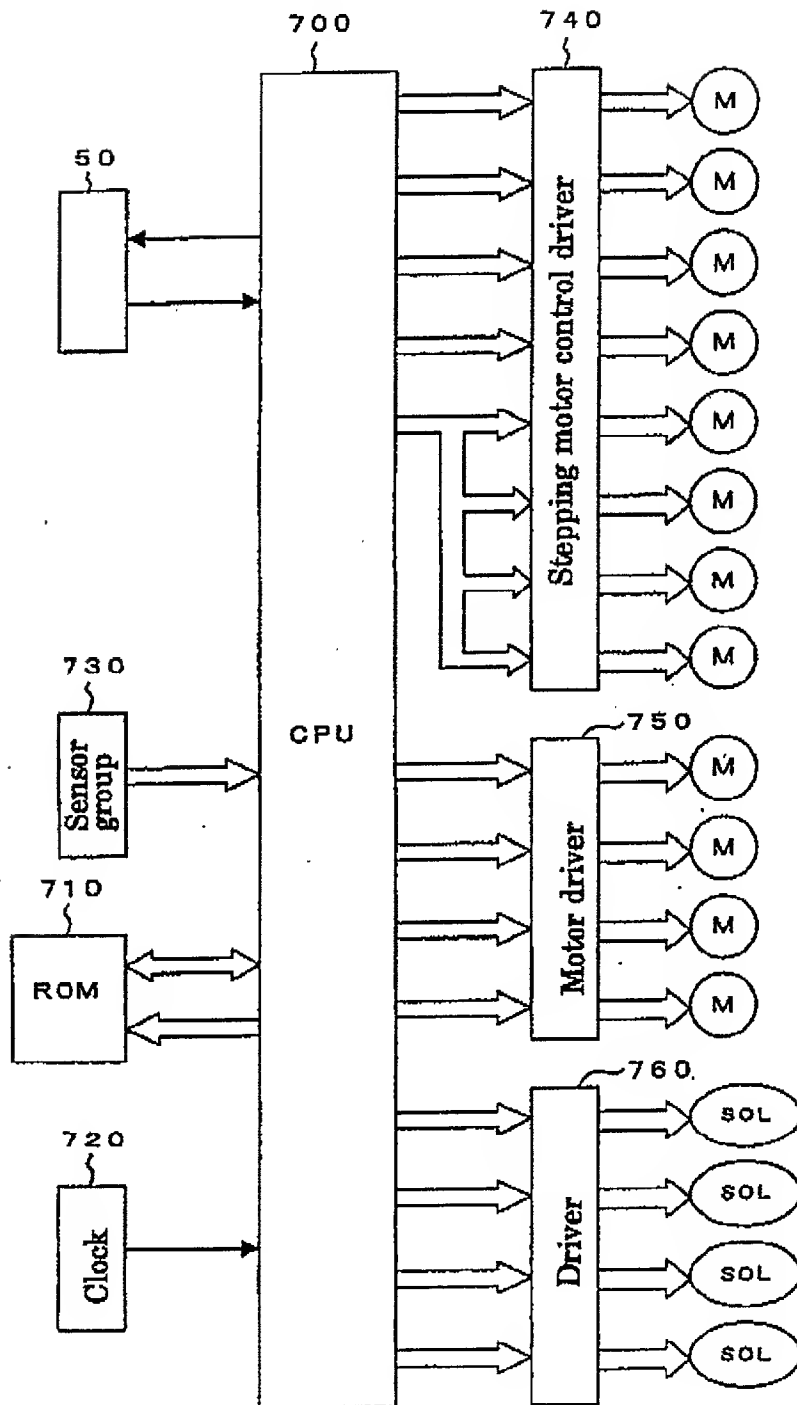 700
740
50
M
M
M
M
M
M
M
M
Stepping motor control driver
730
Sensor
group
CPU
750
M
M
M
M
Motor driver
710
ROM
760
720
Clock
Driver
SOL
SOL
SOL
SOL